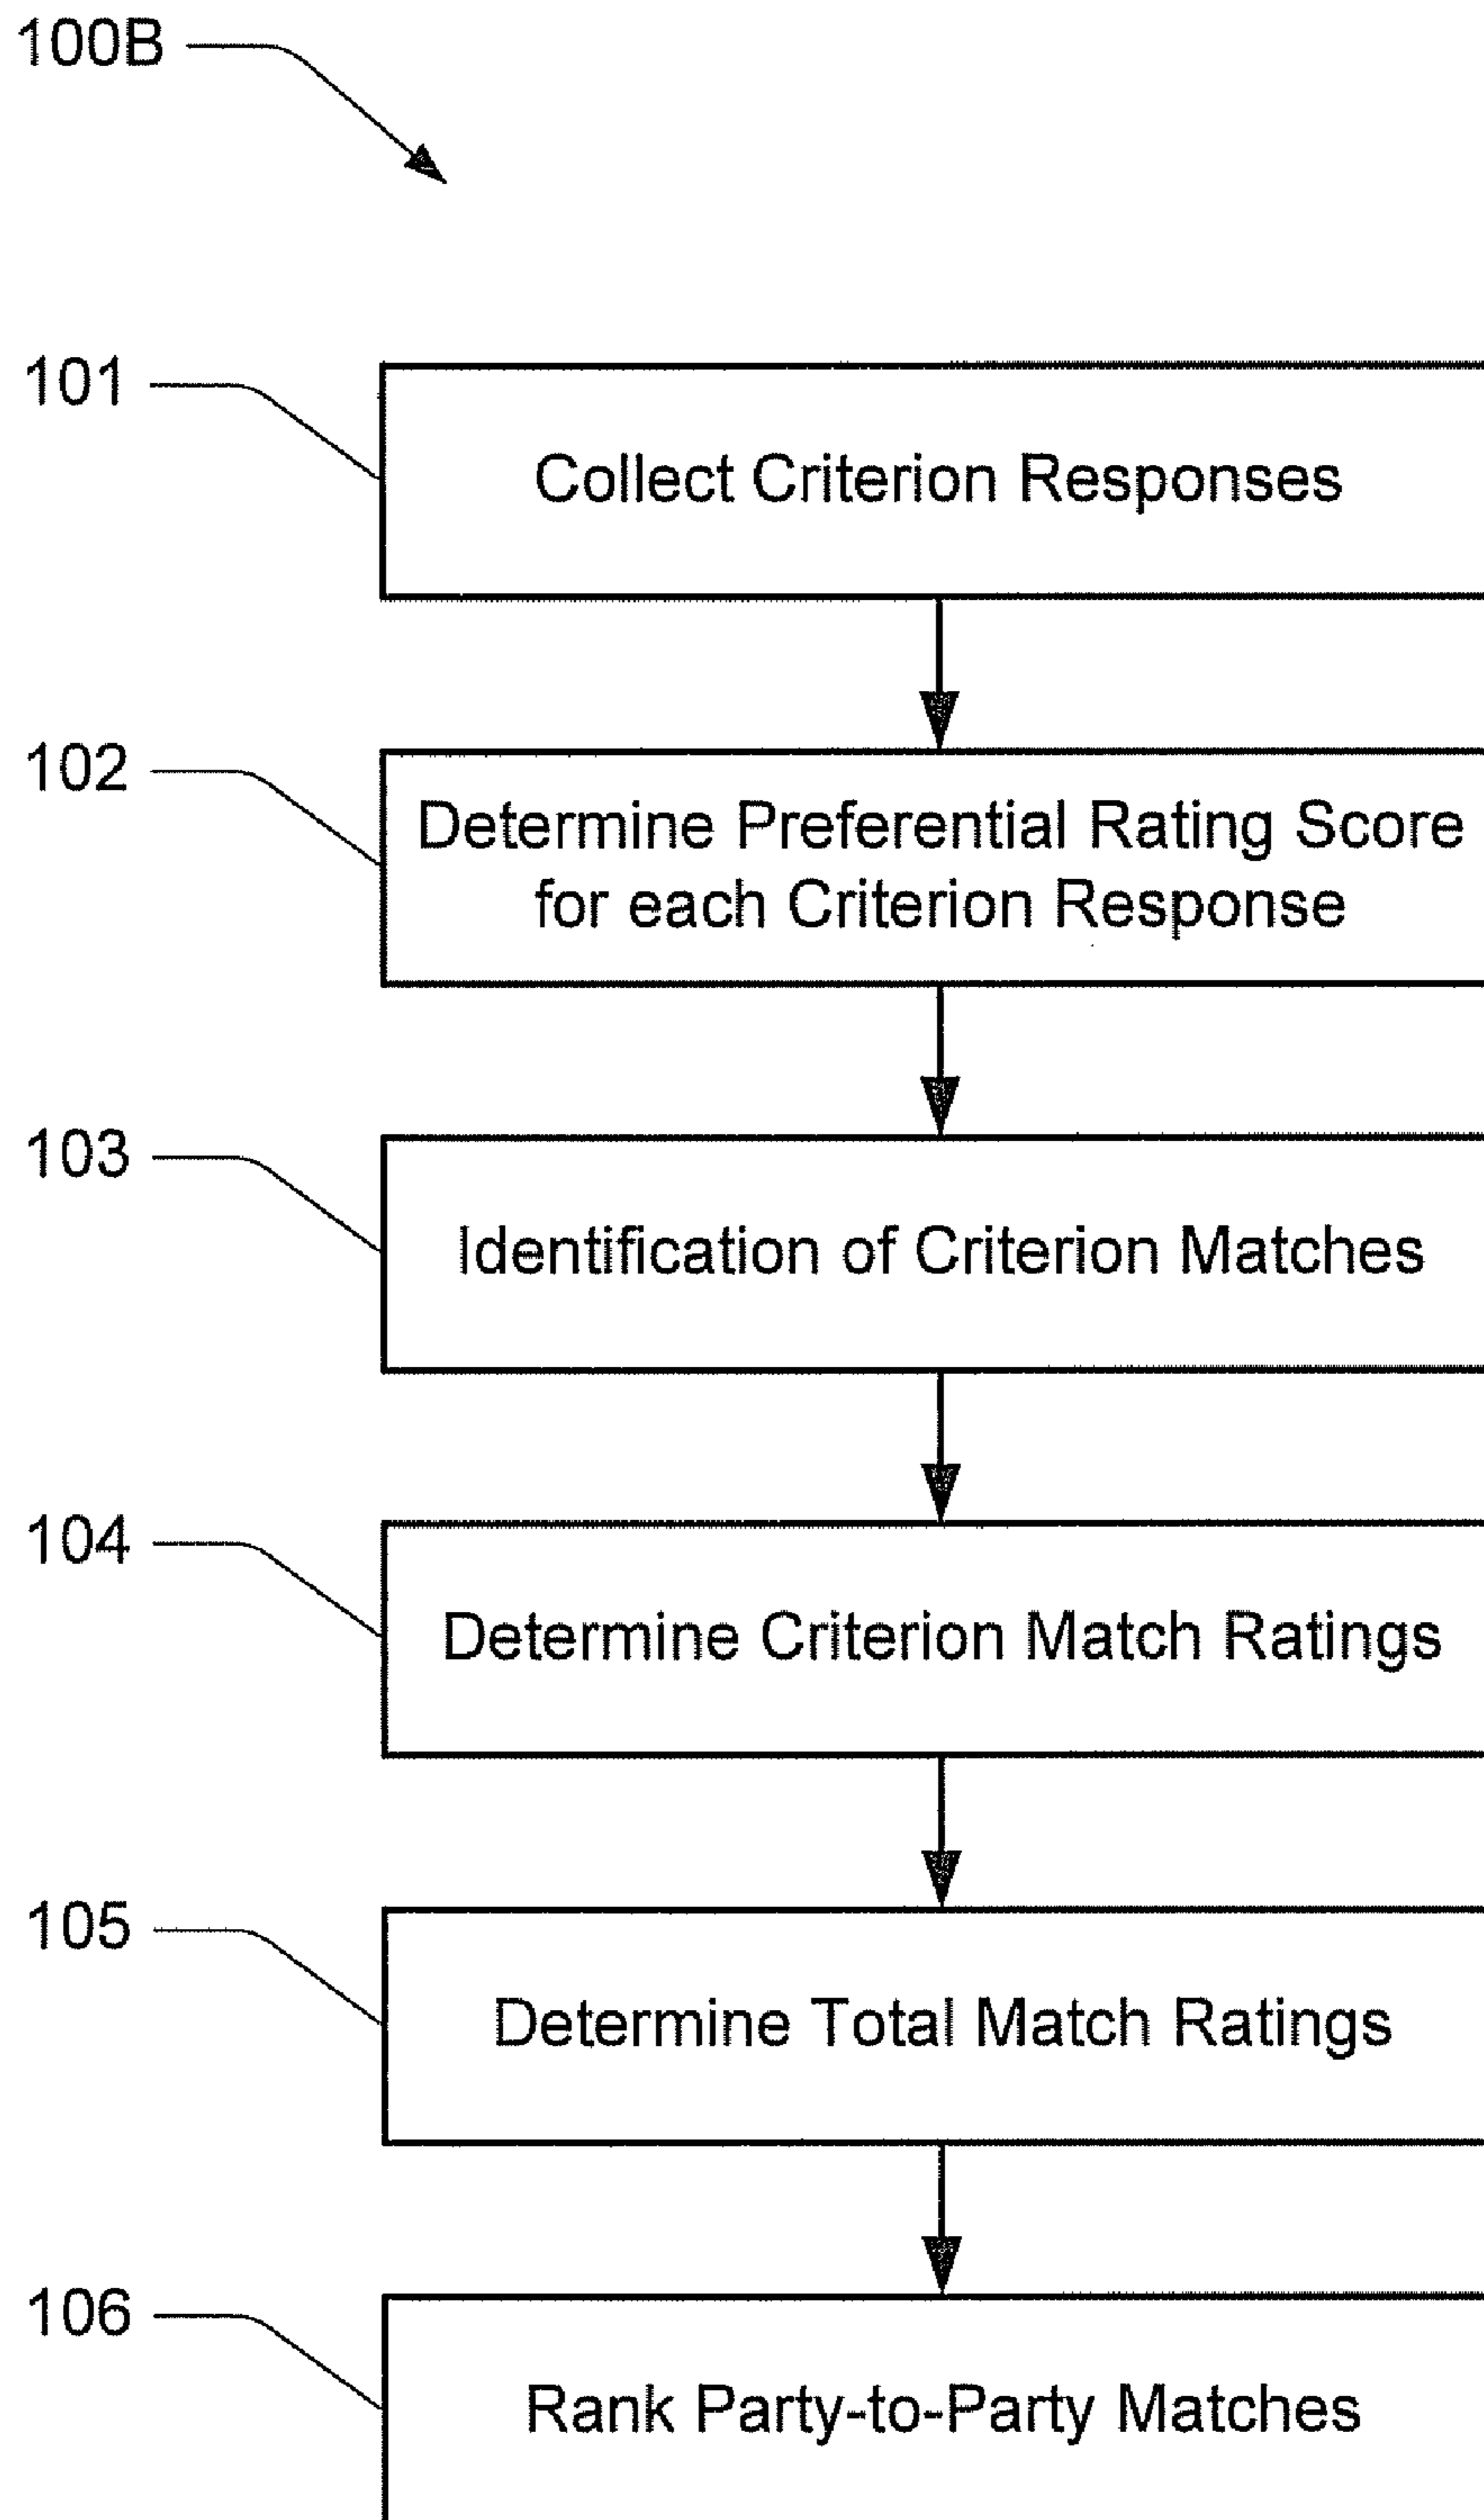 100B
101
Collect Criterion Responses
102
Determine Preferential Rating Score
for each Criterion Response
103
Identification of Criterion Matches
104
Determine Criterion Match Ratings
105
Determine Total Match Ratings
106
Rank Party-to-Party Matches